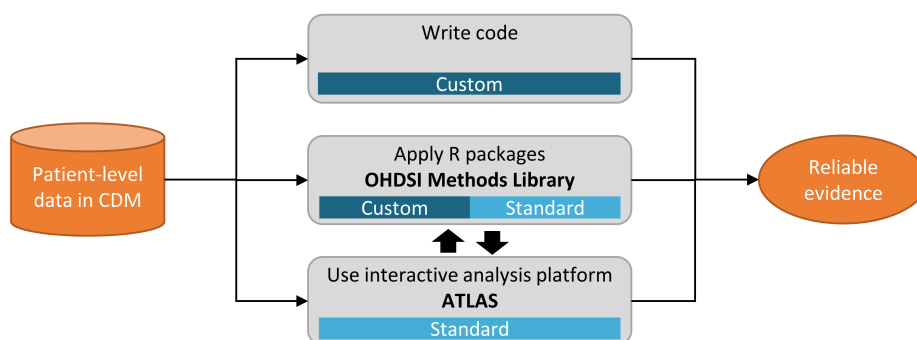 Write code
Custom
Patient-level
data in CDM
Apply R packages
OHDSI Methods Library
Custom Standard
Use interactive analysis platform
ATLAS
Standard
Reliable
evidence